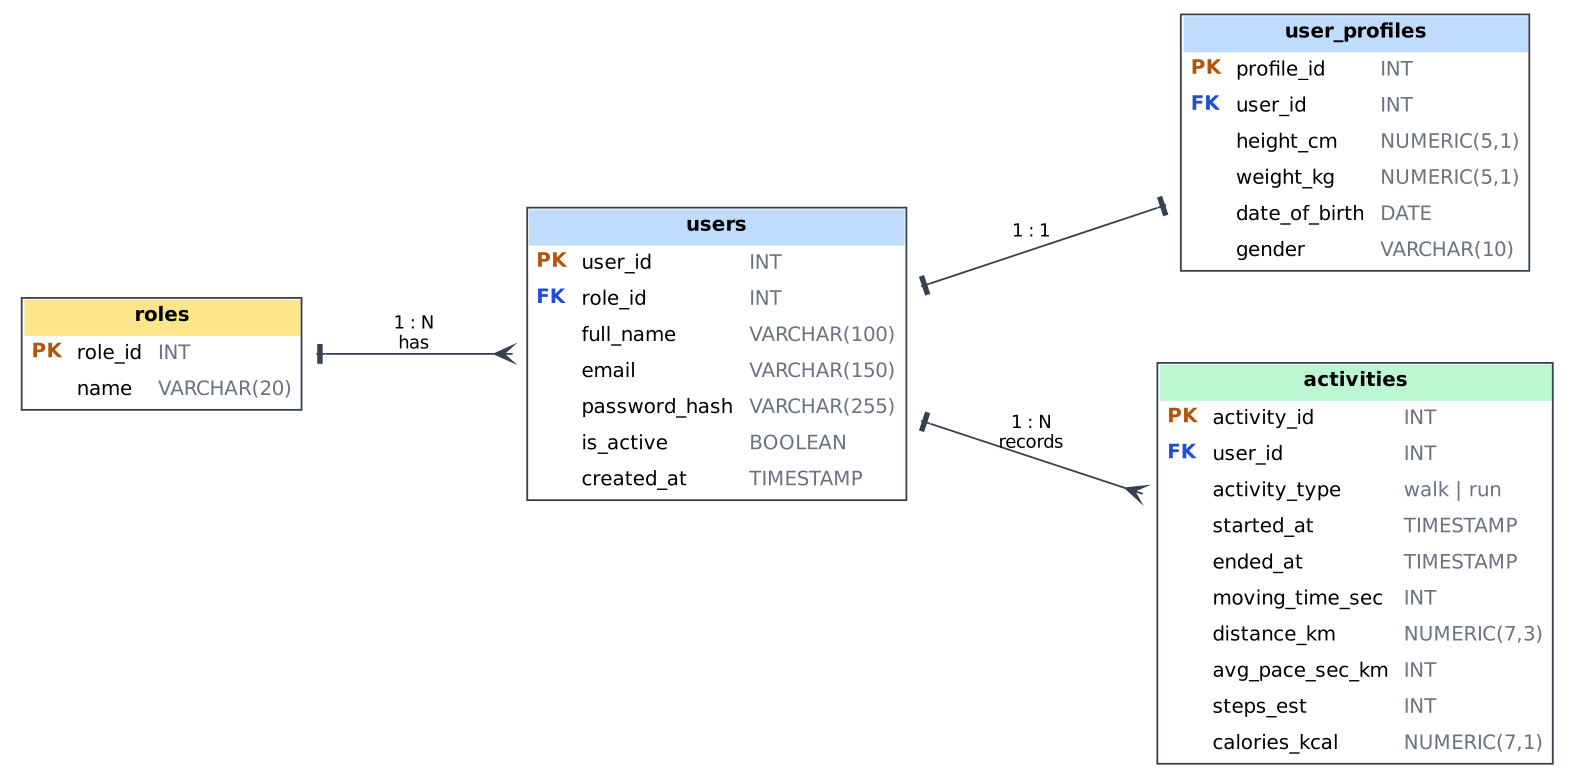 roles
PK role_id INT
name VARCHAR(20)
1 : N
has
users
PK user_id INT
FK role_id INT
full_name VARCHAR(100)
email VARCHAR(150)
password_hash VARCHAR(255)
is_active BOOLEAN
created_at TIMESTAMP
1 : 1
user_profiles
PK profile_id INT
FK user_id INT
height_cm NUMERIC(5,1)
weight_kg NUMERIC(5,1)
date_of_birth DATE
gender VARCHAR(10)
1 : N
records
activities
PK activity_id INT
FK user_id INT
activity_type walk | run
started_at TIMESTAMP
ended_at TIMESTAMP
moving_time_sec INT
distance_km NUMERIC(7,3)
avg_pace_sec_km INT
steps_est INT
calories_kcal NUMERIC(7,1)